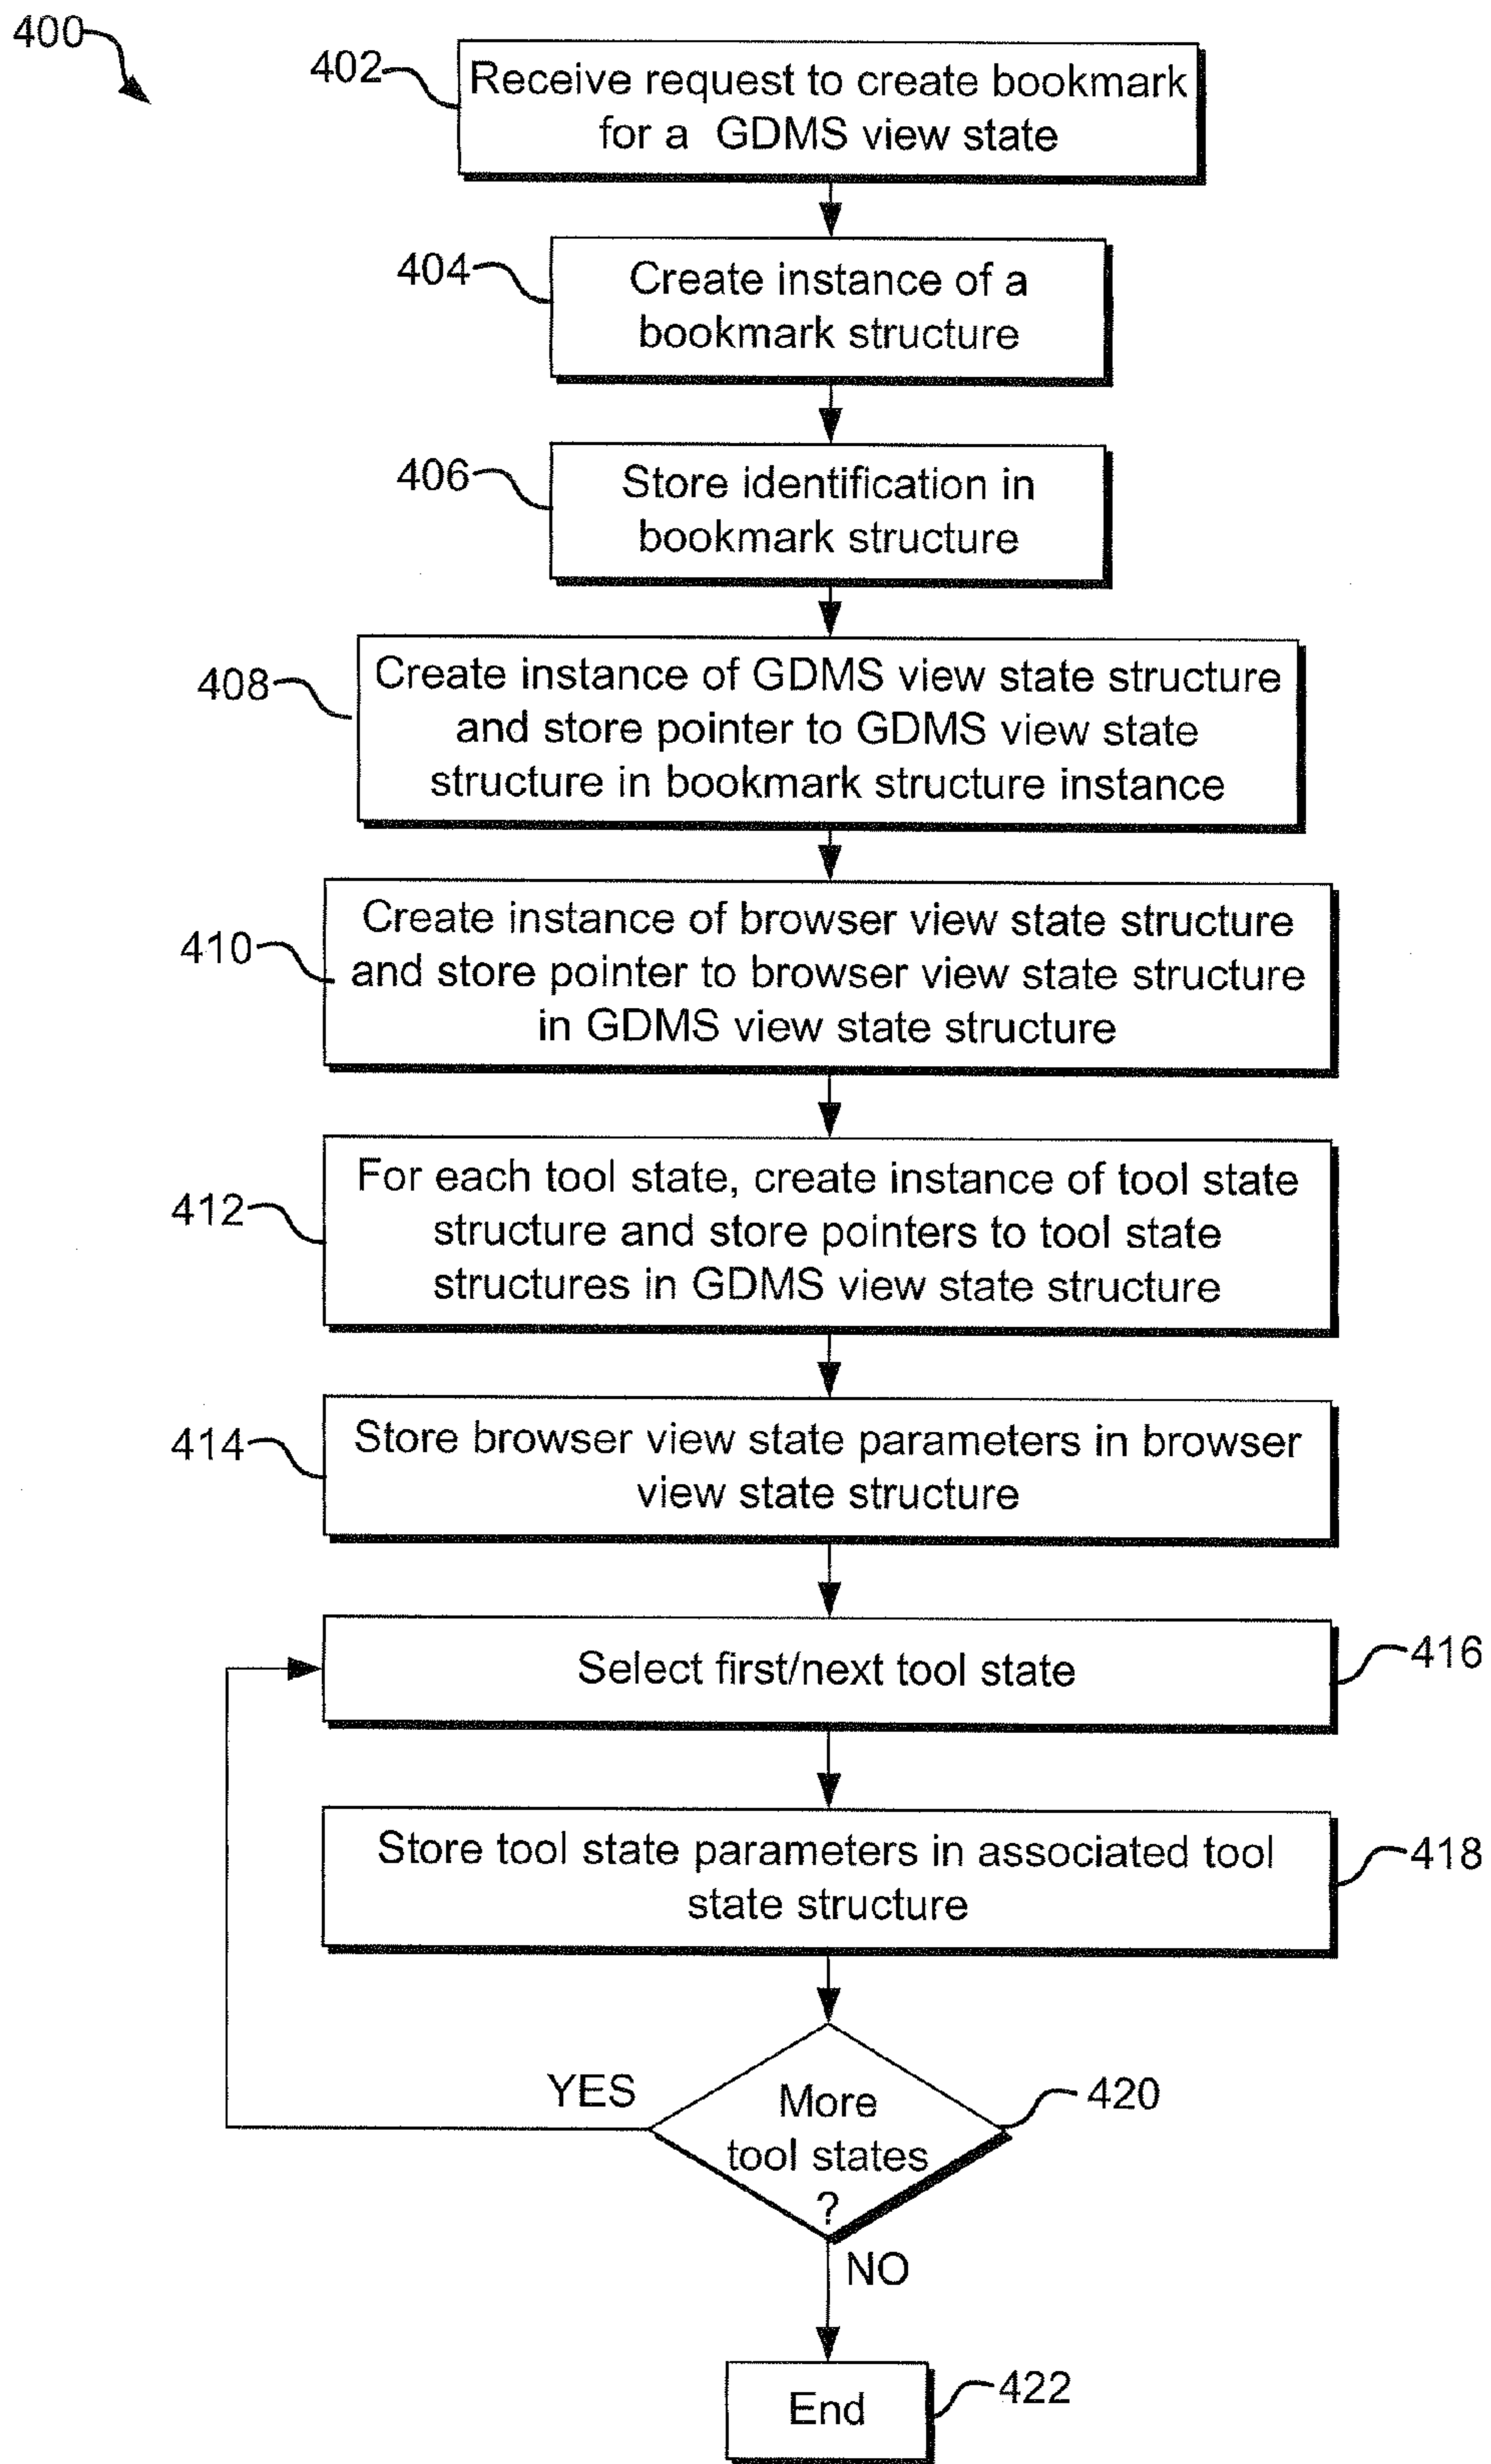 400
402
Receive request to create bookmark
for a GDMS view state
404
Create instance of a
bookmark structure
406
Store identification in
bookmark structure
408
Create instance of GDMS view state structure
and store pointer to GDMS view state
structure in bookmark structure instance
410
Create instance of browser view state structure
and store pointer to browser view state structure
in GDMS view state structure
412
For each tool state, create instance of tool state
structure and store pointers to tool state
structures in GDMS view state structure
414
Store browser view state parameters in browser
view state structure
Select first/next tool state
416
Store tool state parameters in associated tool
state structure
418
YES
More
tool states
?
420
NO
End
422